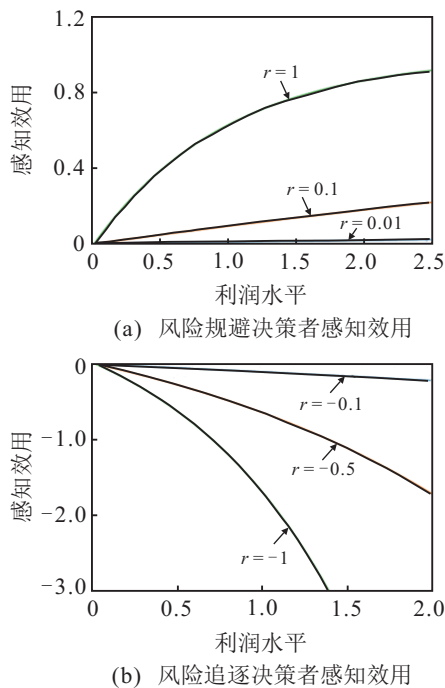 1.2
0.8
0.4
0
感知效用
r=1
r=0.1
r=0.01
0 0.5 1.0 1.5 2.0 2.5
利润水平
(a) 风险规避决策者感知效用
0
−1.0
−2.0
−3.0
感知效用
r=−0.1
r=−0.5
r=−1
0 0.5 1.0 1.5 2.0
利润水平
(b) 风险追逐决策者感知效用